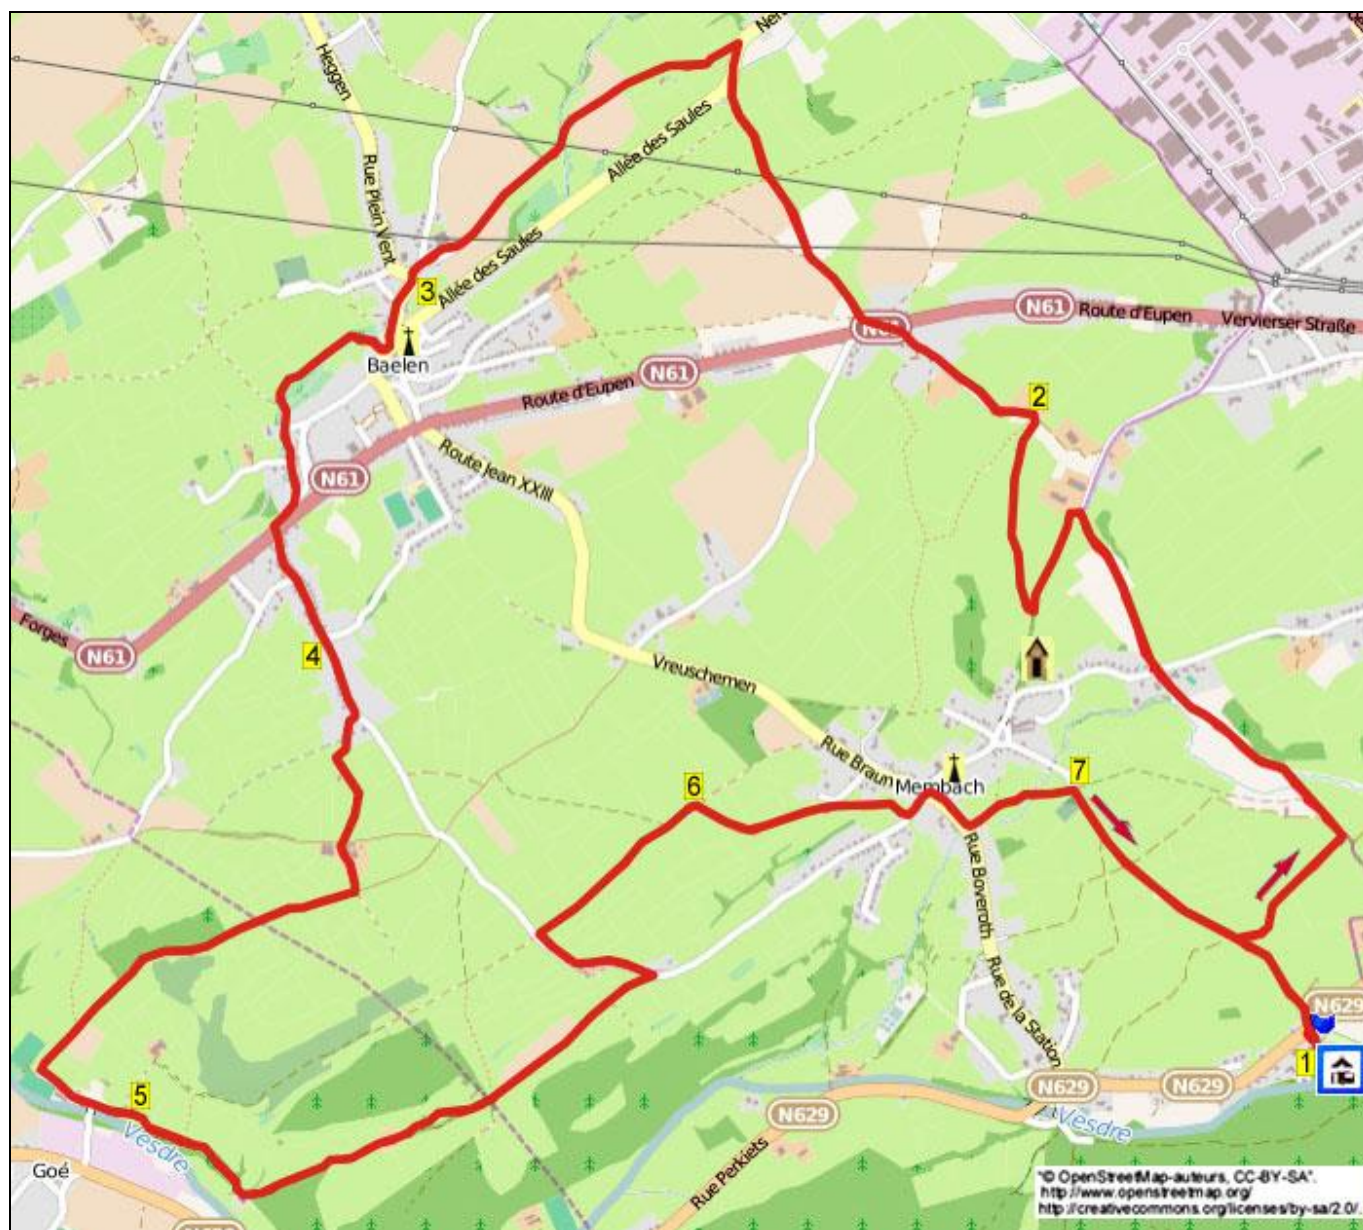 Heggen
Rue Plein Vent
Allée des Saules
Allée des Saules
3
Baelen
N61
Route d'Eupen
Vervierser Straße
N61
Route d'Eupen
2
Route Jean XXIII
N61
Forges
N61
4
Vreuschemen
Rue Braun
Membach
6
7
Rue Boveroth
Rue de la Station
N629
1
N629
N629
N629
Vesdre
Vesdre
5
Goé
Rue Perkiets
"© OpenStreetMap-auteurs, CC-BY-SA".
http://www.openstreetmap.org/
http://creativecommons.org/licenses/by-sa/2.0/.